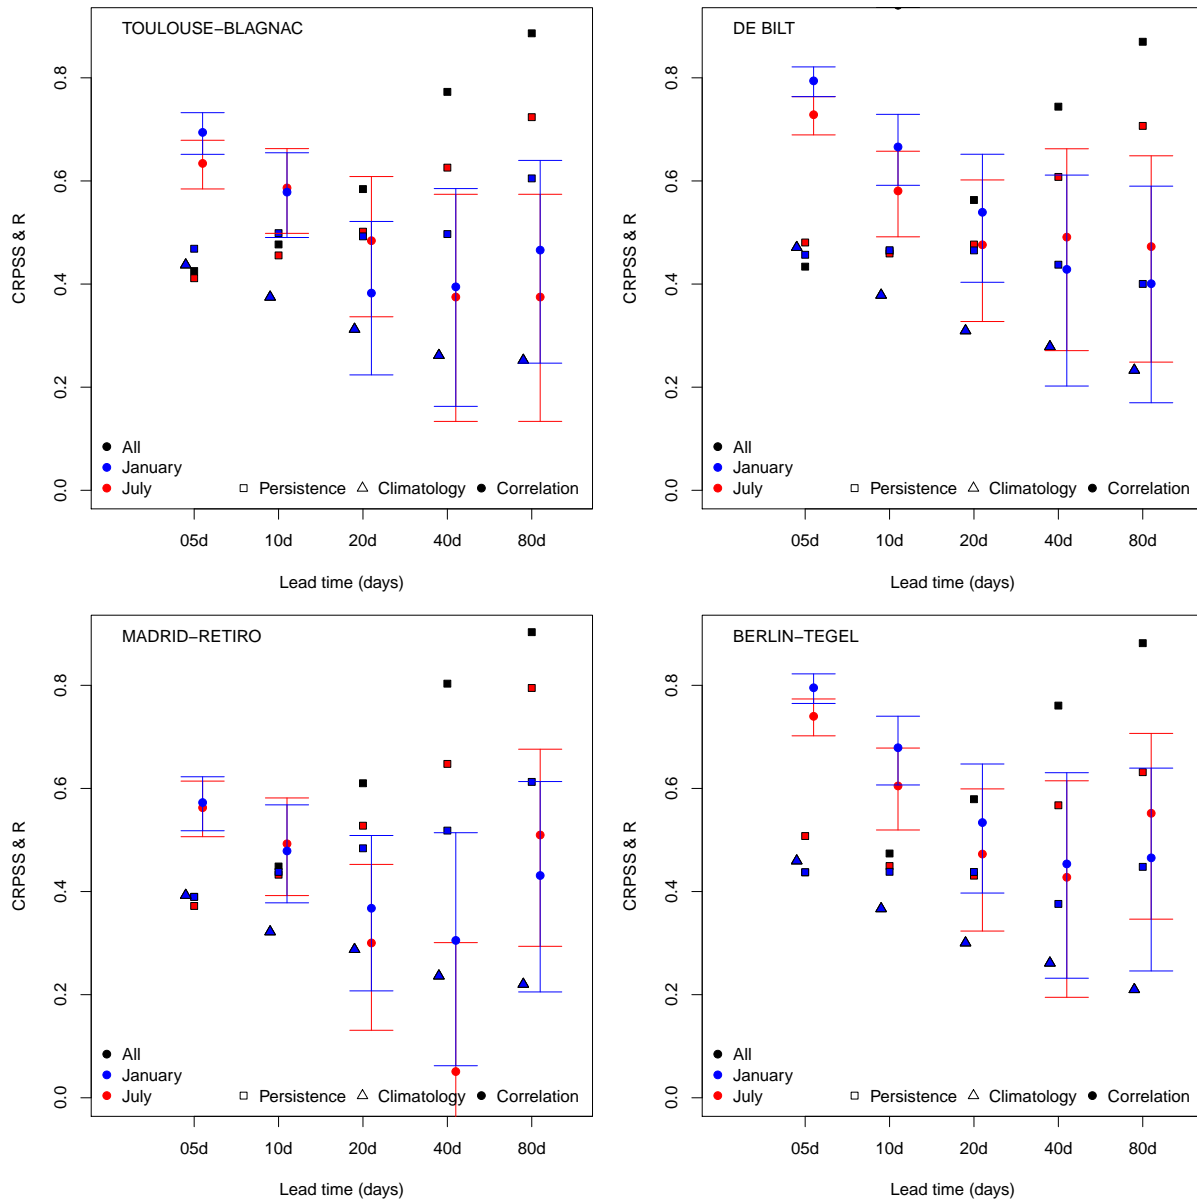 TOULOUSE−BLAGNAC
CRPSS & R
0.8
0.6
0.4
0.2
0.0
All
January
July
Persistence
Climatology
Correlation
05d
10d
20d
40d
80d
Lead time (days)
DE BILT
CRPSS & R
0.8
0.6
0.4
0.2
0.0
All
January
July
Persistence
Climatology
Correlation
05d
10d
20d
40d
80d
Lead time (days)
MADRID−RETIRO
CRPSS & R
0.8
0.6
0.4
0.2
0.0
All
January
July
Persistence
Climatology
Correlation
05d
10d
20d
40d
80d
Lead time (days)
BERLIN−TEGEL
CRPSS & R
0.8
0.6
0.4
0.2
0.0
All
January
July
Persistence
Climatology
Correlation
05d
10d
20d
40d
80d
Lead time (days)